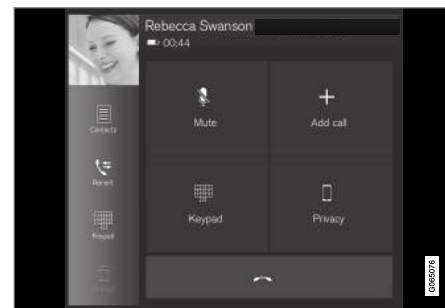 Rebecca Swanson
00:44
Contacts
Recent
Keypad
Mute
Add call
Keypad
Privacy
G065076